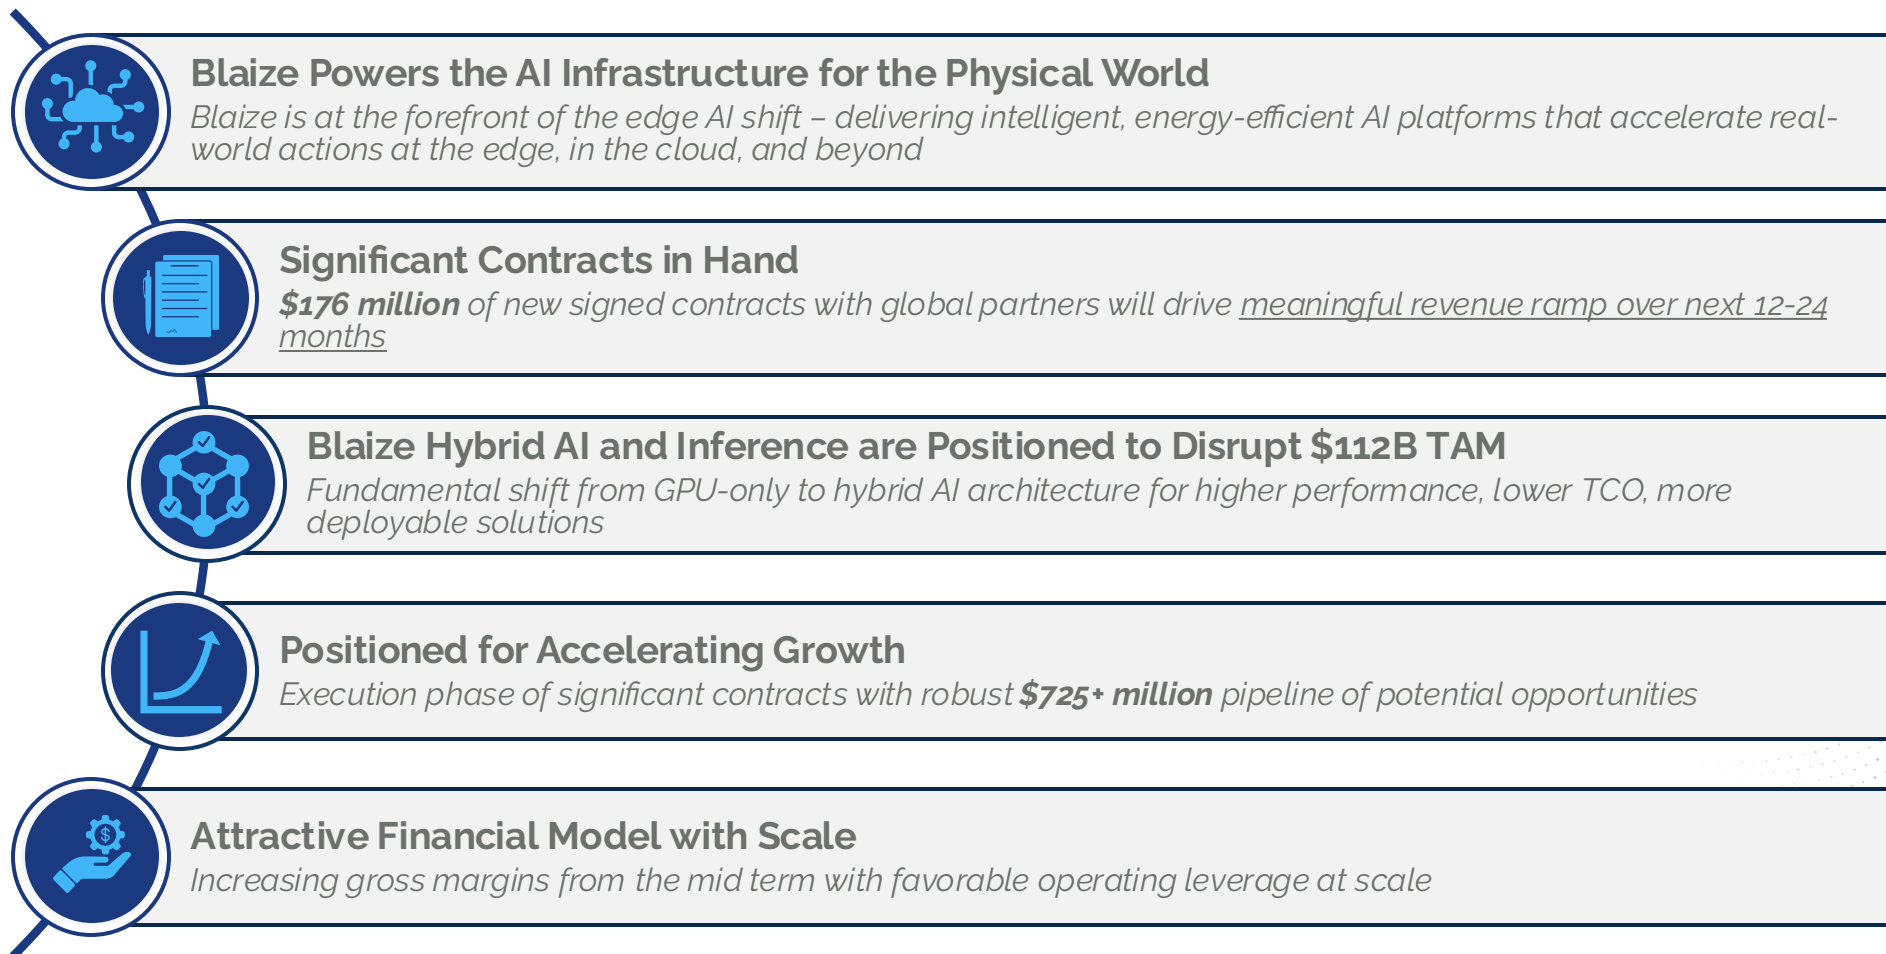 Blaize Powers the AI Infrastructure for the Physical World
Blaize is at the forefront of the edge AI shift – delivering intelligent, energy-efficient AI platforms that accelerate real-
world actions at the edge, in the cloud, and beyond
Significant Contracts in Hand
$176 million of new signed contracts with global partners will drive meaningful revenue ramp over next 12-24
months
Blaize Hybrid AI and Inference are Positioned to Disrupt $112B TAM
Fundamental shift from GPU-only to hybrid AI architecture for higher performance, lower TCO, more
deployable solutions
Positioned for Accelerating Growth
Execution phase of significant contracts with robust $725+ million pipeline of potential opportunities
$
Attractive Financial Model with Scale
Increasing gross margins from the mid term with favorable operating leverage at scale